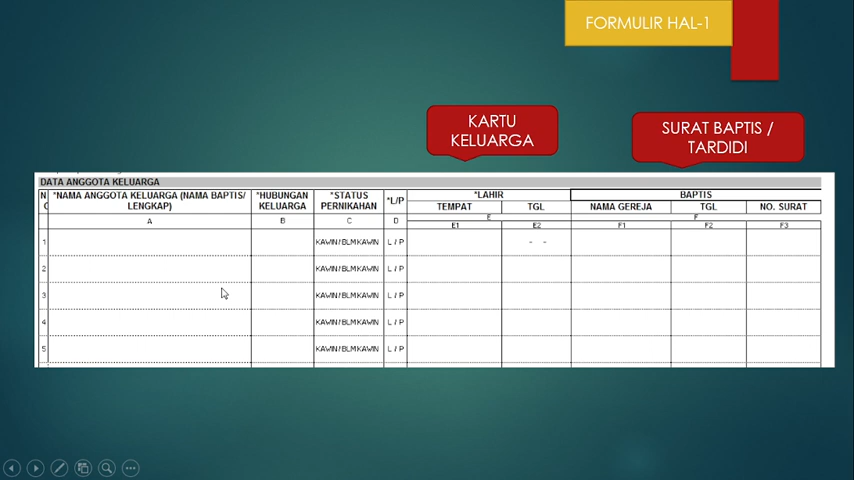 FORMULIR HAL-1
KARTU
KELUARGA
SURAT BAPTIS /
TARDIDI
DATA ANGGOTA KELUARGA
N
*NAMA ANGGOTA KELUARGA (NAMA BAPTIS/
LENGKAP)
*HUBUNGAN
KELUARGA
*STATUS
PERNIKAHAN
*L/P
*LAHIR
BAPTIS
TEMPAT
TGL
NAMA GEREJA
TGL
NO. SURAT
A
B
C
D
E
F
E1
E2
F1
F2
F3
1 KAWIN/BLMKAWIN L / P - -
2 KAWIN/BLMKAWIN L / P
3 KAWIN/BLMKAWIN L / P
4 KAWIN/BLMKAWIN L / P
5 KAWIN/BLMKAWIN L / P